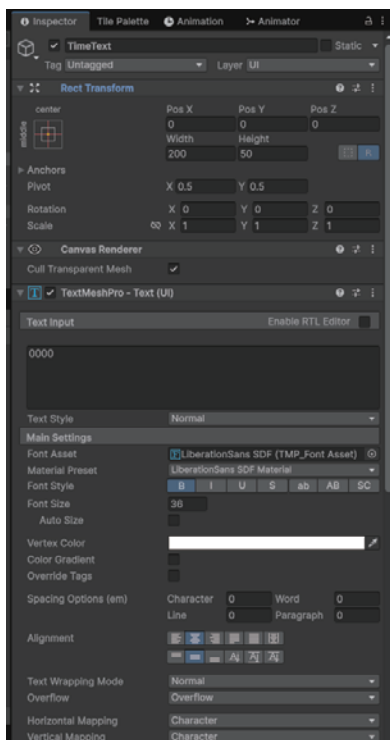 Inspector Tile Palette Animation Animator
TimeText Static
Tag Untagged Layer UI
Rect Transform
center Pos X Pos Y Pos Z
middle 0 0 0
Width Height
200 50 R
Anchors
Pivot X 0.5 Y 0.5
Rotation X 0 Y 0 Z 0
Scale X 1 Y 1 Z 1
Canvas Renderer
Cull Transparent Mesh
TextMeshPro - Text (UI)
Text Input Enable RTL Editor
0000
Text Style Normal
Main Settings
Font Asset LiberationSans SDF (TMP_Font Asset)
Material Preset LiberationSans SDF Material
Font Style B I U S ab AB SC
Font Size 36
Auto Size
Vertex Color
Color Gradient
Override Tags
Spacing Options (em) Character 0 Word 0
Line 0 Paragraph 0
Alignment
Text Wrapping Mode Normal
Overflow Overflow
Horizontal Mapping Character
Vertical Mapping Character